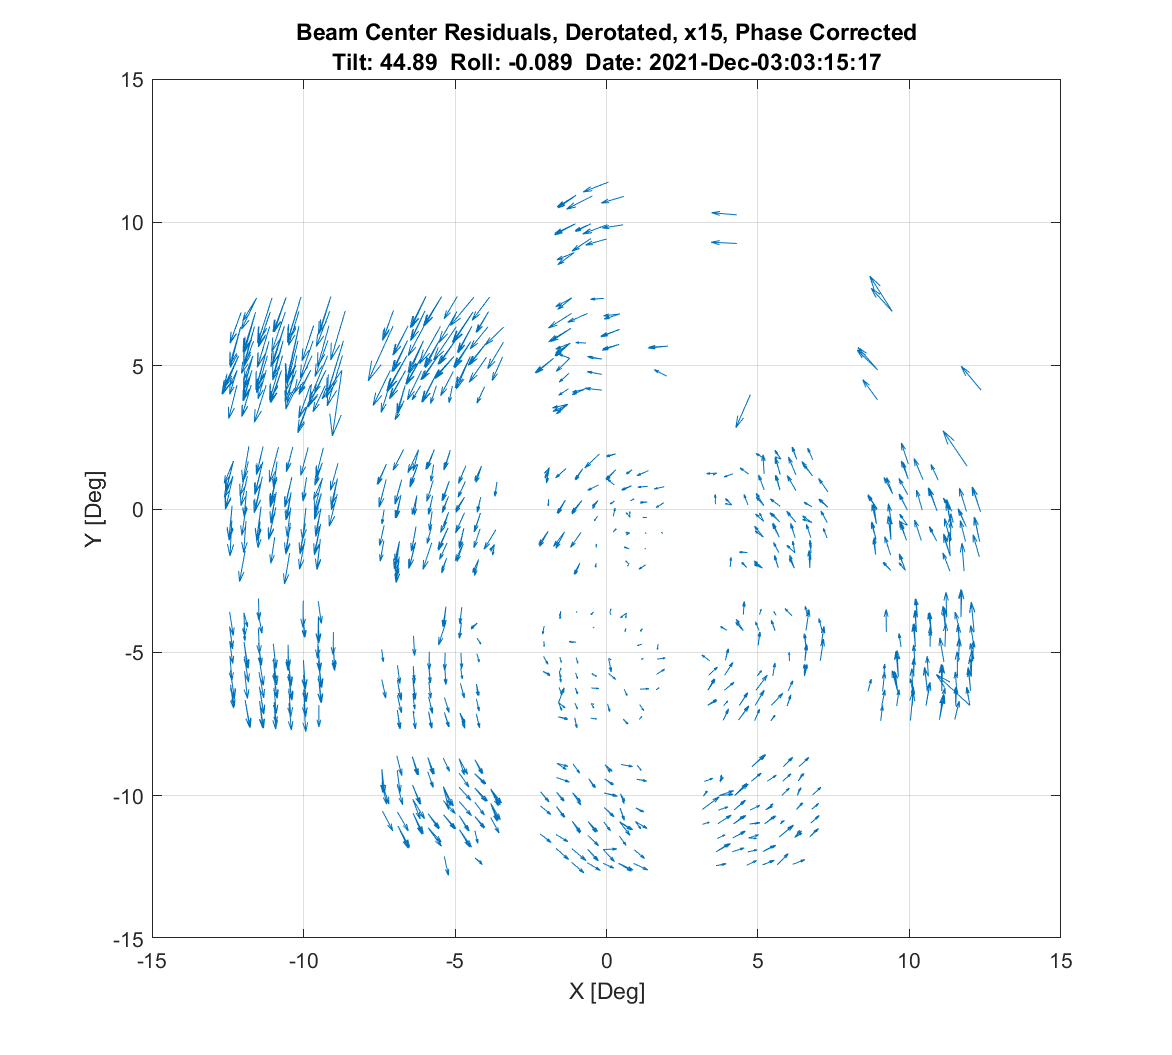 Beam Center Residuals, Derotated, x15, Phase Corrected
Tilt: 44.89 Roll: -0.089 Date: 2021-Dec-03:03:15:17
15
10
5
0
-5
-10
-15
Y [Deg]
-15 -10 -5 0 5 10 15
X [Deg]